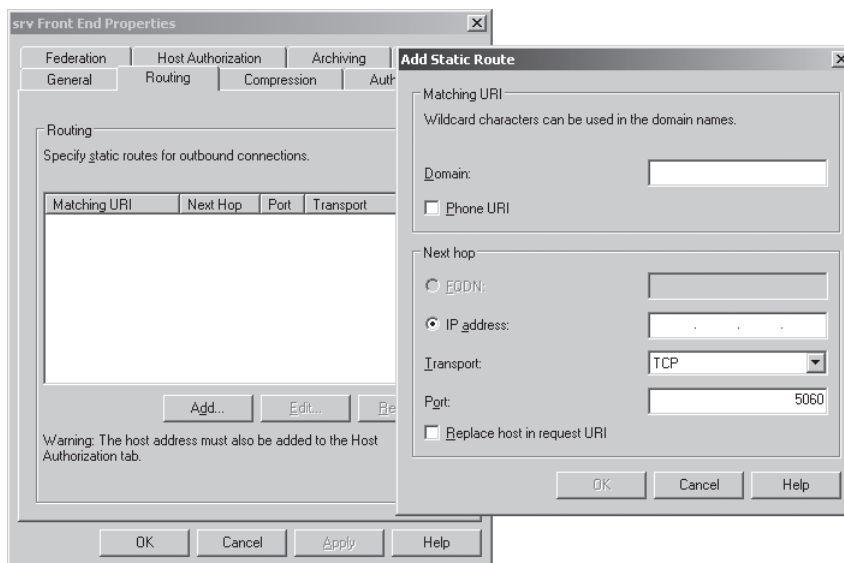 srv Front End Properties
Federation Host Authorization Archiving
General Routing Compression Auth
Routing
Specify static routes for outbound connections.
Matching URI Next Hop Port Transport
Add... Edit... Re
Warning: The host address must also be added to the Host
Authorization tab.
OK Cancel Apply Help
Add Static Route
Matching URI
Wildcard characters can be used in the domain names.
Domain:
Phone URI
Next hop
FQDN:
IP address: . . .
Transport: TCP
Port: 5060
Replace host in request URI
OK Cancel Help